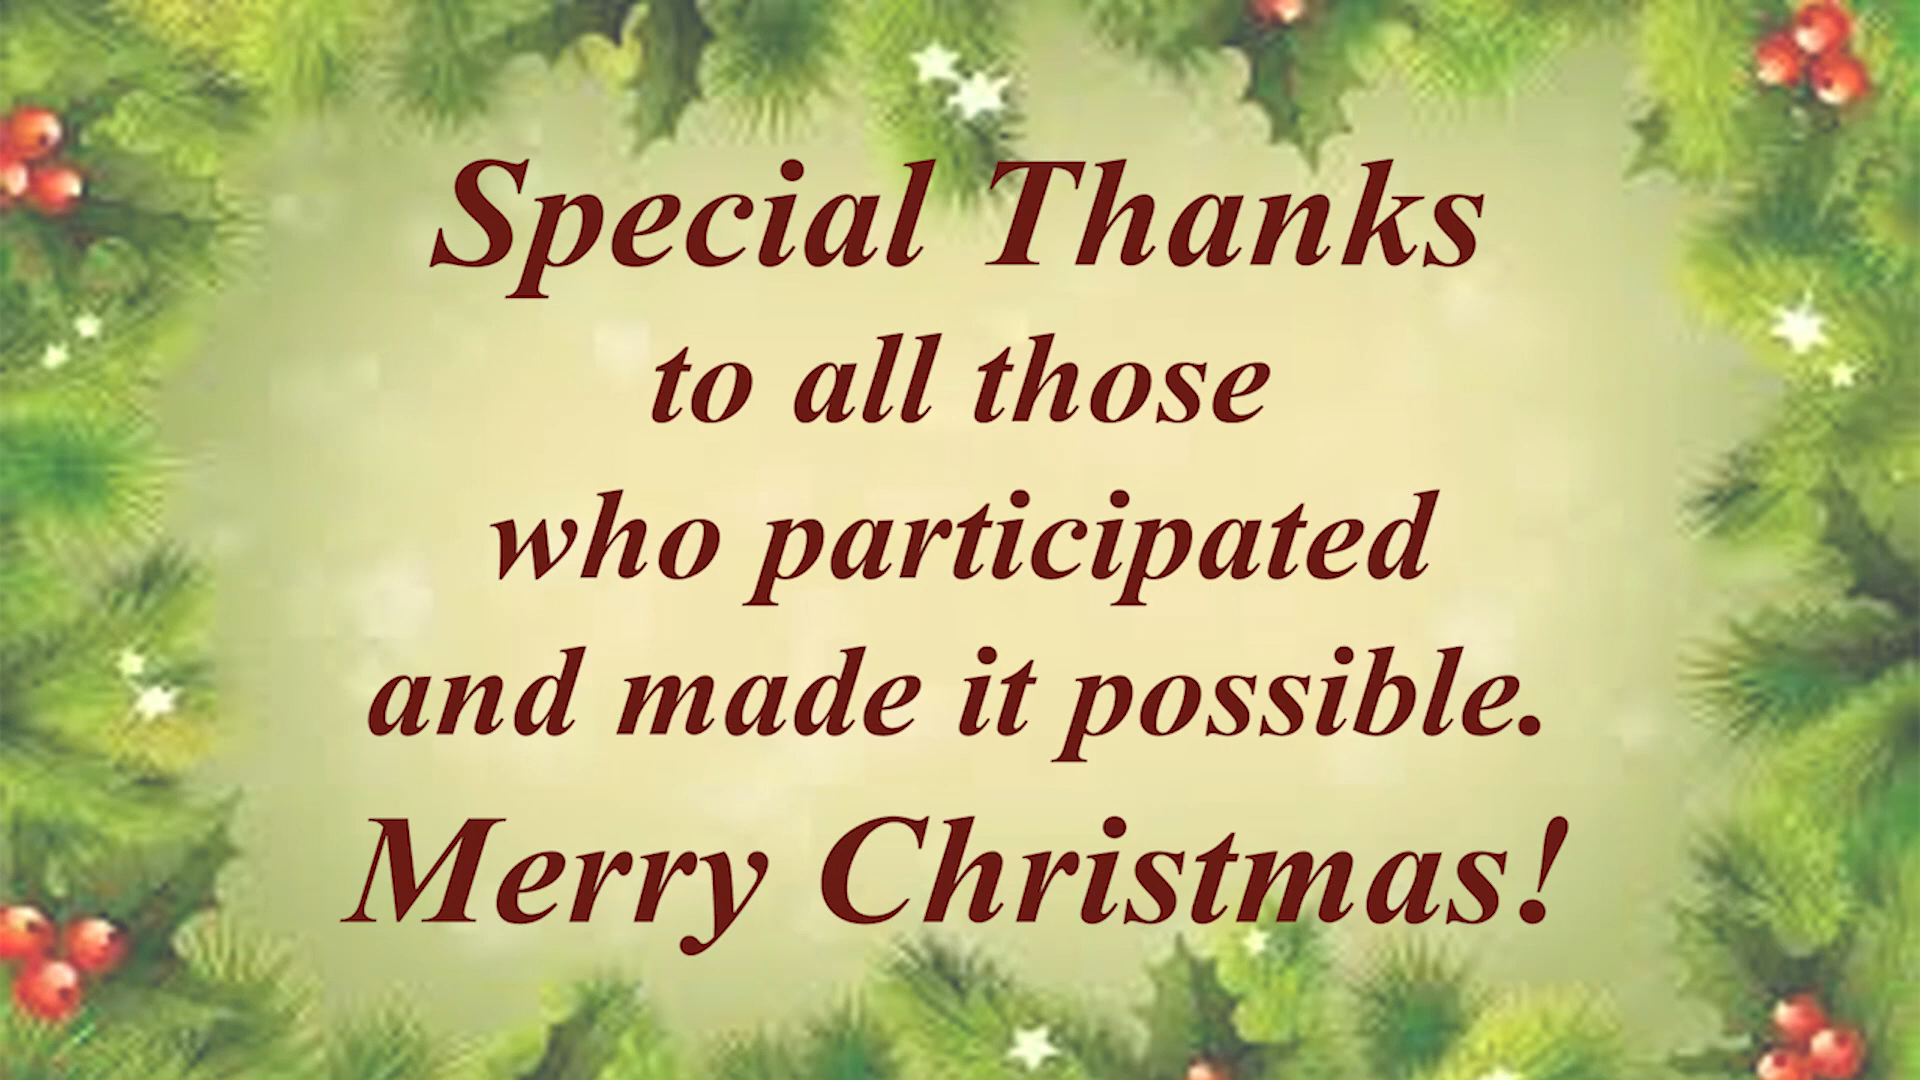 Special Thanks
to all those
who participated
and made it possible.
Merry Christmas!